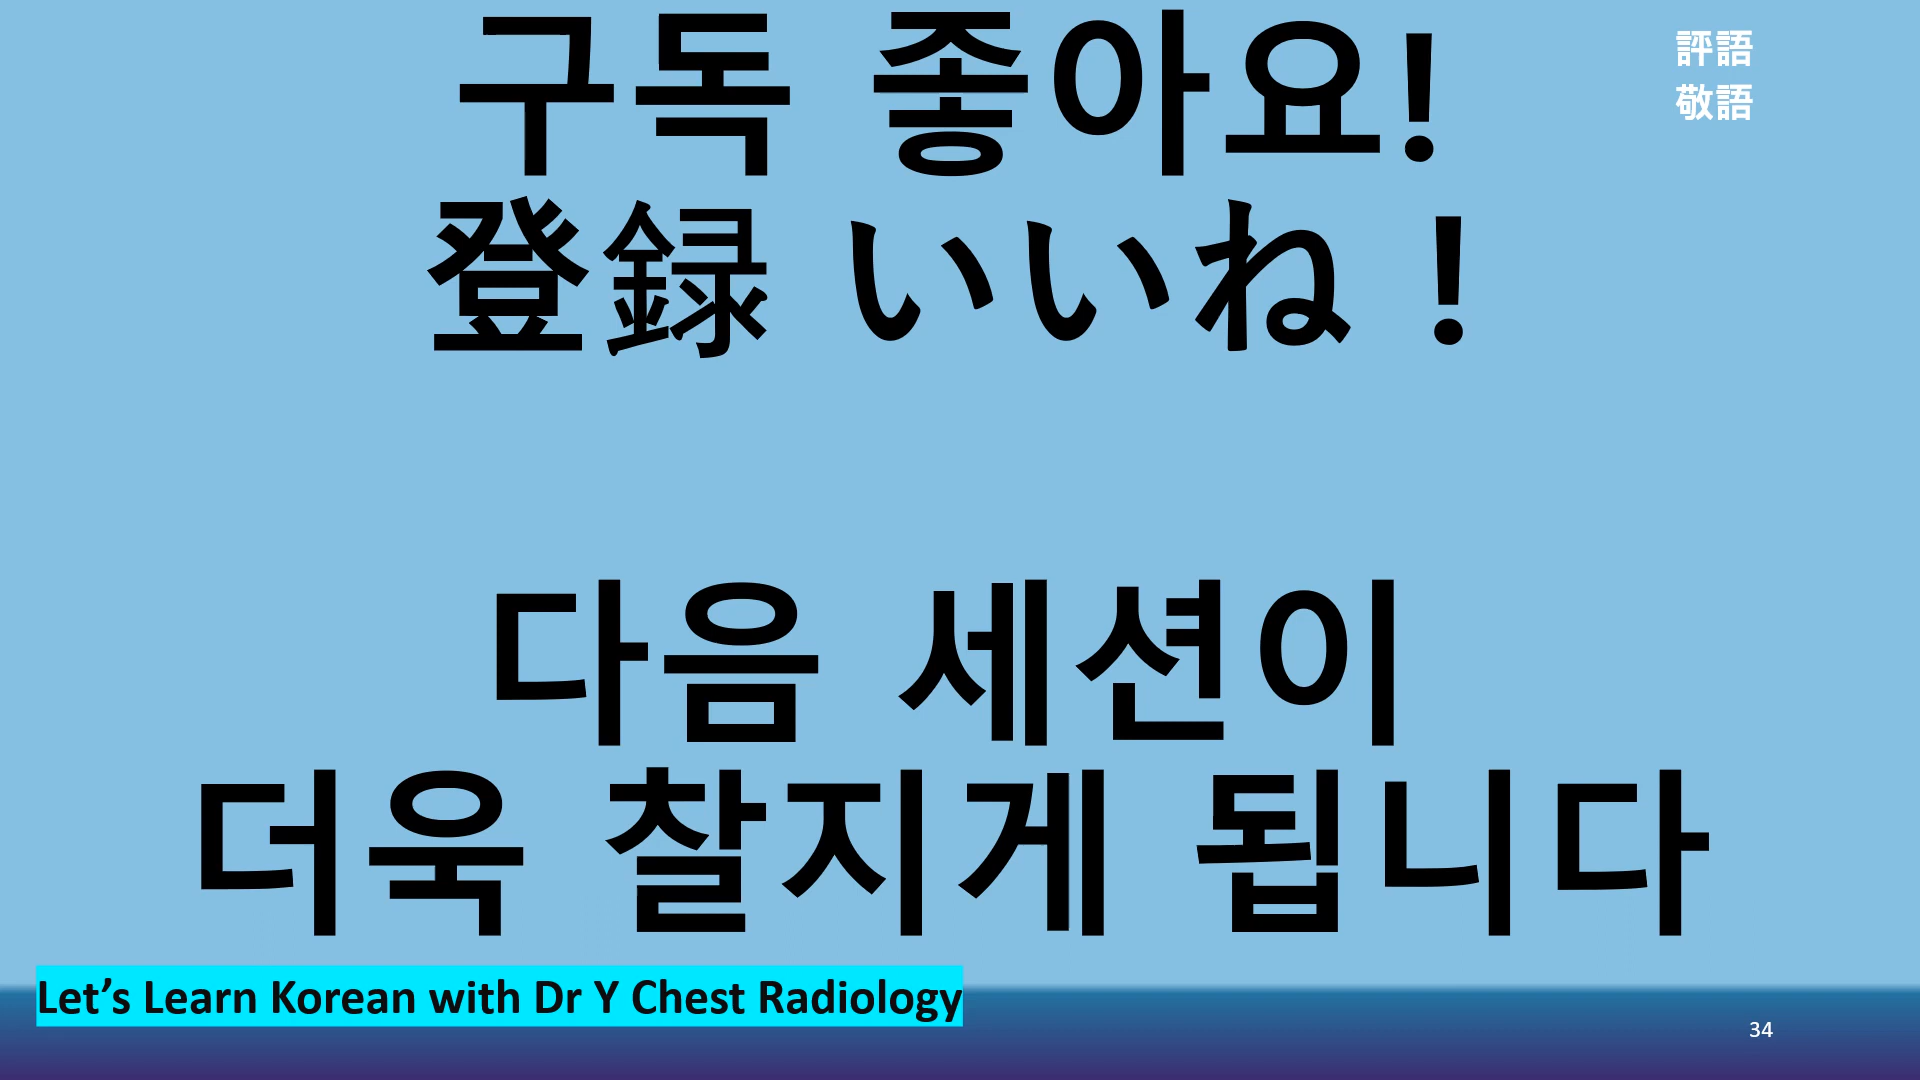 구독 좋아요!
登録 いいね！
評語
敬語
다음 세션이
더욱 찰지게 됩니다
Let’s Learn Korean with Dr Y Chest Radiology
34